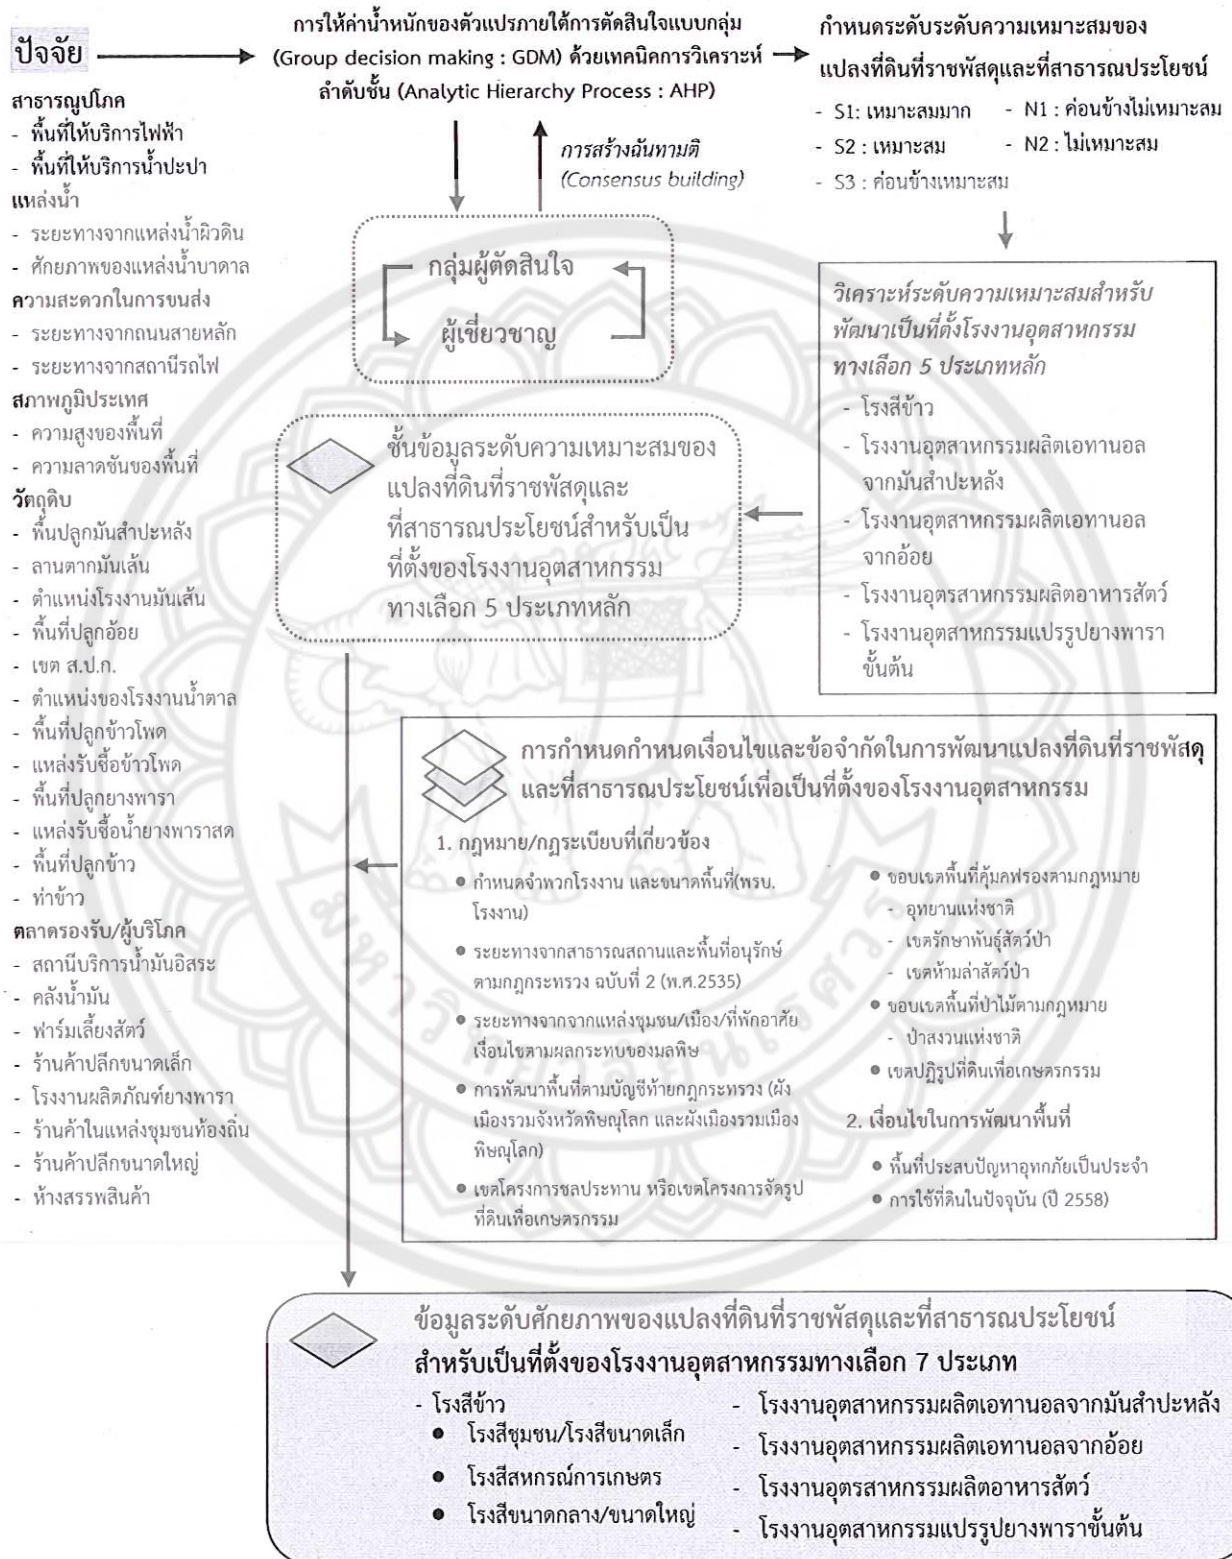 ปัจจัย
การให้ค่าน้ำหนักของตัวแปรภายใต้การตัดสินใจแบบกลุ่ม
(Group decision making : GDM) ด้วยเทคนิคการวิเคราะห์
ลำดับชั้น (Analytic Hierarchy Process : AHP)
กำหนดระดับระดับความเหมาะสมของ
แปลงที่ดินที่ราชพัสดุและที่สาธารณประโยชน์
- S1: เหมาะสมมาก
- S2 : เหมาะสม
- S3 : ค่อนข้างเหมาะสม
- N1 : ค่อนข้างไม่เหมาะสม
- N2 : ไม่เหมาะสม
สาธารณูปโภค
- พื้นที่ให้บริการไฟฟ้า
- พื้นที่ให้บริการน้ำประปา
แหล่งน้ำ
- ระยะทางจากแหล่งน้ำผิวดิน
- ศักยภาพของแหล่งน้ำบาดาล
ความสะดวกในการขนส่ง
- ระยะทางจากถนนสายหลัก
- ระยะทางจากสถานีรถไฟ
สภาพภูมิประเทศ
- ความสูงของพื้นที่
- ความลาดชันของพื้นที่
วัตถุดิบ
- พื้นปลูกมันสำปะหลัง
- ลานตากมันเส้น
- ตำแหน่งโรงงานมันเส้น
- พื้นที่ปลูกอ้อย
- เขต ส.ป.ก.
- ตำแหน่งของโรงงานน้ำตาล
- พื้นที่ปลูกข้าวโพด
- แหล่งรับซื้อข้าวโพด
- พื้นที่ปลูกยางพารา
- แหล่งรับซื้อน้ำยางพาราสด
- พื้นที่ปลูกข้าว
- ท่าข้าว
ตลาดรองรับ/ผู้บริโภค
- สถานีบริการน้ำมันอิสระ
- คลังน้ำมัน
- ฟาร์มเลี้ยงสัตว์
- ร้านค้าปลีกขนาดเล็ก
- โรงงานผลิตภัณฑ์ยางพารา
- ร้านค้าในแหล่งชุมชนท้องถิ่น
- ร้านค้าปลีกขนาดใหญ่
- ห้างสรรพสินค้า
การสร้างฉันทามติ
(Consensus building)
กลุ่มผู้ตัดสินใจ
ผู้เชี่ยวชาญ
วิเคราะห์ระดับความเหมาะสมสำหรับ
พัฒนาเป็นที่ตั้งโรงงานอุตสาหกรรม
ทางเลือก 5 ประเภทหลัก
- โรงสีข้าว
- โรงงานอุตสาหกรรมผลิตเอทานอล
จากมันสำปะหลัง
- โรงงานอุตสาหกรรมผลิตเอทานอล
จากอ้อย
- โรงงานอุตรสาหกรรมผลิตอาหารสัตว์
- โรงงานอุตสาหกรรมแปรรูปยางพารา
ขั้นต้น
ชั้นข้อมูลระดับความเหมาะสมของ
แปลงที่ดินที่ราชพัสดุและ
ที่สาธารณประโยชน์สำหรับเป็น
ที่ตั้งของโรงงานอุตสาหกรรม
ทางเลือก 5 ประเภทหลัก
การกำหนดกำหนดเงื่อนไขและข้อจำกัดในการพัฒนาแปลงที่ดินที่ราชพัสดุ
และที่สาธารณประโยชน์เพื่อเป็นที่ตั้งของโรงงานอุตสาหกรรม
1. กฎหมาย/กฎระเบียบที่เกี่ยวข้อง
● กำหนดจำพวกโรงงาน และขนาดพื้นที่(พรบ.
โรงงาน)
● ระยะทางจากสาธารณสถานและพื้นที่อนุรักษ์
ตามกฎกระทรวง ฉบับที่ 2 (พ.ศ.2535)
● ระยะทางจากจากแหล่งชุมชน/เมือง/ที่พักอาศัย
เงื่อนไขตามผลกระทบของมลพิษ
● การพัฒนาพื้นที่ตามบัญชีท้ายกฎกระทรวง (ผัง
เมืองรวมจังหวัดพิษณุโลก และผังเมืองรวมเมือง
พิษณุโลก)
● เขตโครงการชลประทาน หรือเขตโครงการจัดรูป
ที่ดินเพื่อเกษตรกรรม
● ขอบเขตพื้นที่คุ้มครองตามกฎหมาย
- อุทยานแห่งชาติ
- เขตรักษาพันธุ์สัตว์ป่า
- เขตห้ามล่าสัตว์ป่า
● ขอบเขตพื้นที่ป่าไม้ตามกฎหมาย
- ป่าสงวนแห่งชาติ
● เขตปฏิรูปที่ดินเพื่อเกษตรกรรม
2. เงื่อนไขในการพัฒนาพื้นที่
● พื้นที่ประสบปัญหาอุทกภัยเป็นประจำ
● การใช้ที่ดินในปัจจุบัน (ปี 2558)
มหาวิทยาลัยนเรศวร
ข้อมูลระดับศักยภาพของแปลงที่ดินที่ราชพัสดุและที่สาธารณประโยชน์
สำหรับเป็นที่ตั้งของโรงงานอุตสาหกรรมทางเลือก 7 ประเภท
- โรงสีข้าว
● โรงสีชุมชน/โรงสีขนาดเล็ก
● โรงสีสหกรณ์การเกษตร
● โรงสีขนาดกลาง/ขนาดใหญ่
- โรงงานอุตสาหกรรมผลิตเอทานอลจากมันสำปะหลัง
- โรงงานอุตสาหกรรมผลิตเอทานอลจากอ้อย
- โรงงานอุตรสาหกรรมผลิตอาหารสัตว์
- โรงงานอุตสาหกรรมแปรรูปยางพาราขั้นต้น